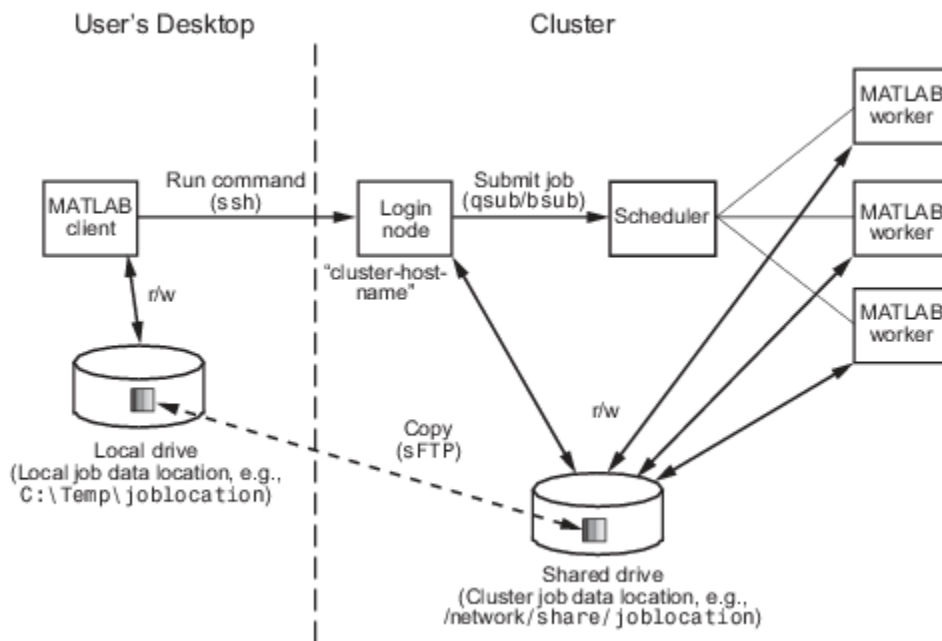 User's Desktop
Cluster
MATLAB
client
Run command
(ssh)
Login
node
"cluster-host-
name"
Submit job
(qsub/bsub)
Scheduler
MATLAB
worker
MATLAB
worker
MATLAB
worker
r/w
Local drive
(Local job data location, e.g.,
C:\Temp\joblocation)
Copy
(sFTP)
r/w
Shared drive
(Cluster job data location, e.g.,
/network/share/joblocation)